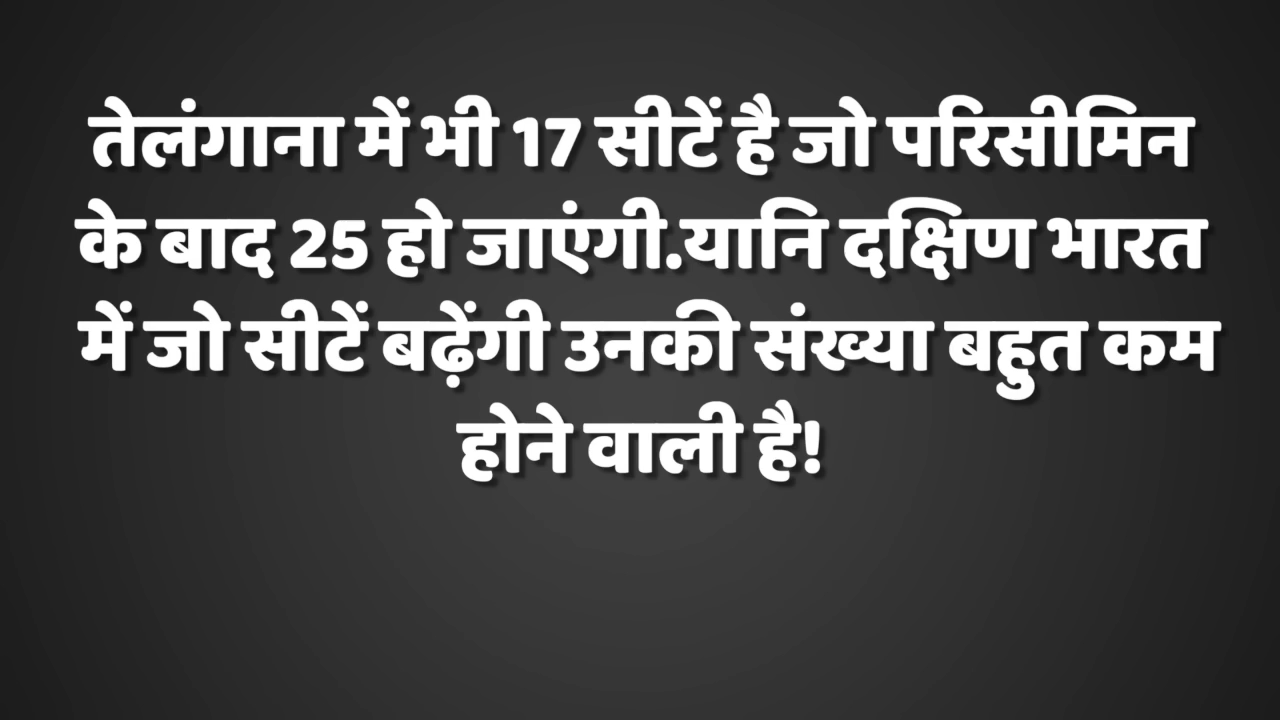 तेलंगाना में भी 17 सीटें है जो परिसीमिन
के बाद 25 हो जाएंगी.यानि दक्षिण भारत
में जो सीटें बढ़ेंगी उनकी संख्या बहुत कम
होने वाली है!